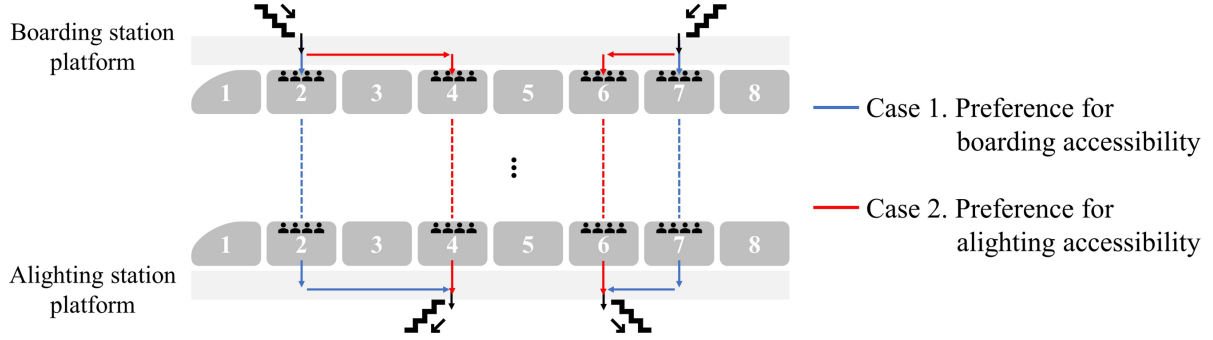 Boarding station
platform
1 2 3 4 5 6 7 8
Case 1. Preference for
boarding accessibility
Case 2. Preference for
alighting accessibility
1 2 3 4 5 6 7 8
Alighting station
platform